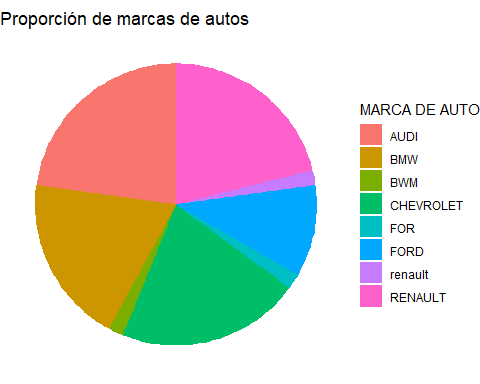 Proporción de marcas de autos
MARCA DE AUTO
AUDI
BMW
BWM
CHEVROLET
FOR
FORD
renault
RENAULT